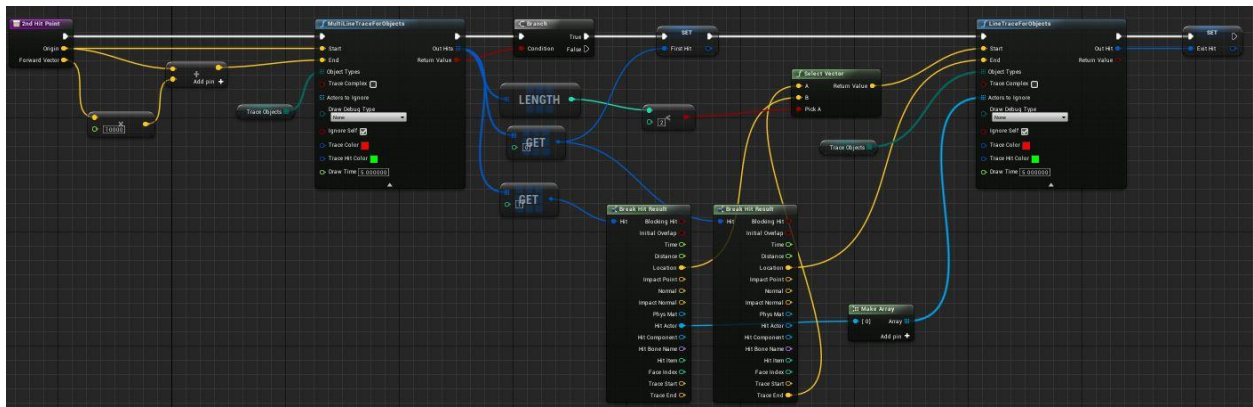 2nd Hit Point
Origin
Forward Vector
10000
Add pin +
Trace Objects
MultiLineTraceForObjects
Start
Out Hits
End
Return Value
Object Types
Trace Complex
Actors to Ignore
Draw Debug Type
None
Ignore Self
Trace Color
Trace Hit Color
Draw Time 5.000000
Branch
True
Condition
False
LENGTH
GET
0
GET
1
SET
First Hit
2
Select Vector
A
Return Value
B
Pick A
Trace Objects
Break Hit Result
Hit
Blocking Hit
Initial Overlap
Time
Distance
Location
Impact Point
Normal
Impact Normal
Phys Mat
Hit Actor
Hit Component
Hit Bone Name
Hit Item
Face Index
Trace Start
Trace End
Break Hit Result
Hit
Blocking Hit
Initial Overlap
Time
Distance
Location
Impact Point
Normal
Impact Normal
Phys Mat
Hit Actor
Hit Component
Hit Bone Name
Hit Item
Face Index
Trace Start
Trace End
Make Array
[0]
Array
Add pin +
LineTraceForObjects
Start
Out Hit
End
Return Value
Object Types
Trace Complex
Actors to Ignore
Draw Debug Type
None
Ignore Self
Trace Color
Trace Hit Color
Draw Time 5.000000
SET
Exit Hit